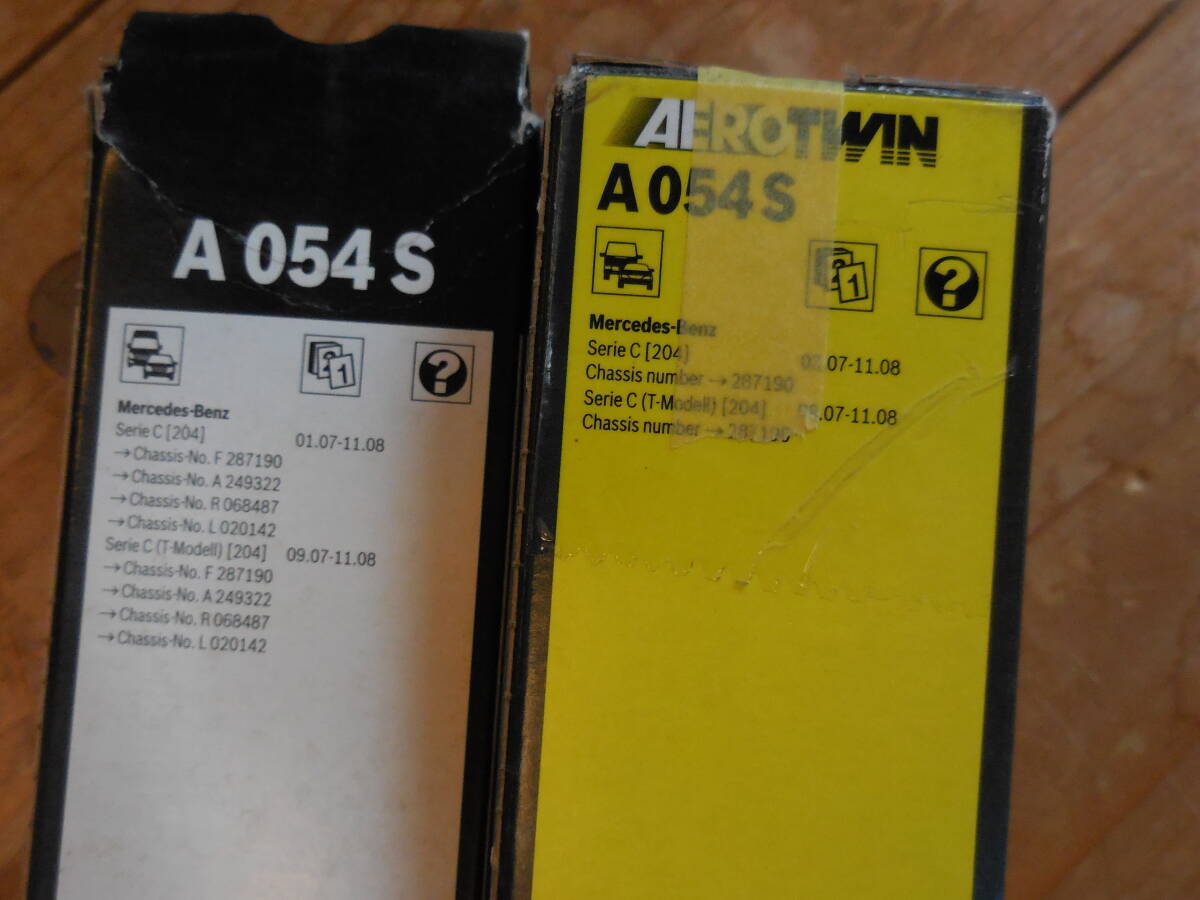 A 054 S
Mercedes-Benz
Serie C [204] 01.07-11.08
→ Chassis-No. F 287190
→ Chassis-No. A 249322
→ Chassis-No. R 068487
→ Chassis-No. L 020142
Serie C (T-Modell) [204] 09.07-11.08
→ Chassis-No. F 287190
→ Chassis-No. A 249322
→ Chassis-No. R 068487
→ Chassis-No. L 020142
AEROTWIN
A 054 S
Mercedes-Benz
Serie C [204] 07-11.08
Chassis number → 287190
Serie C (T-Modell) [204] 07-11.08
Chassis number → 287190